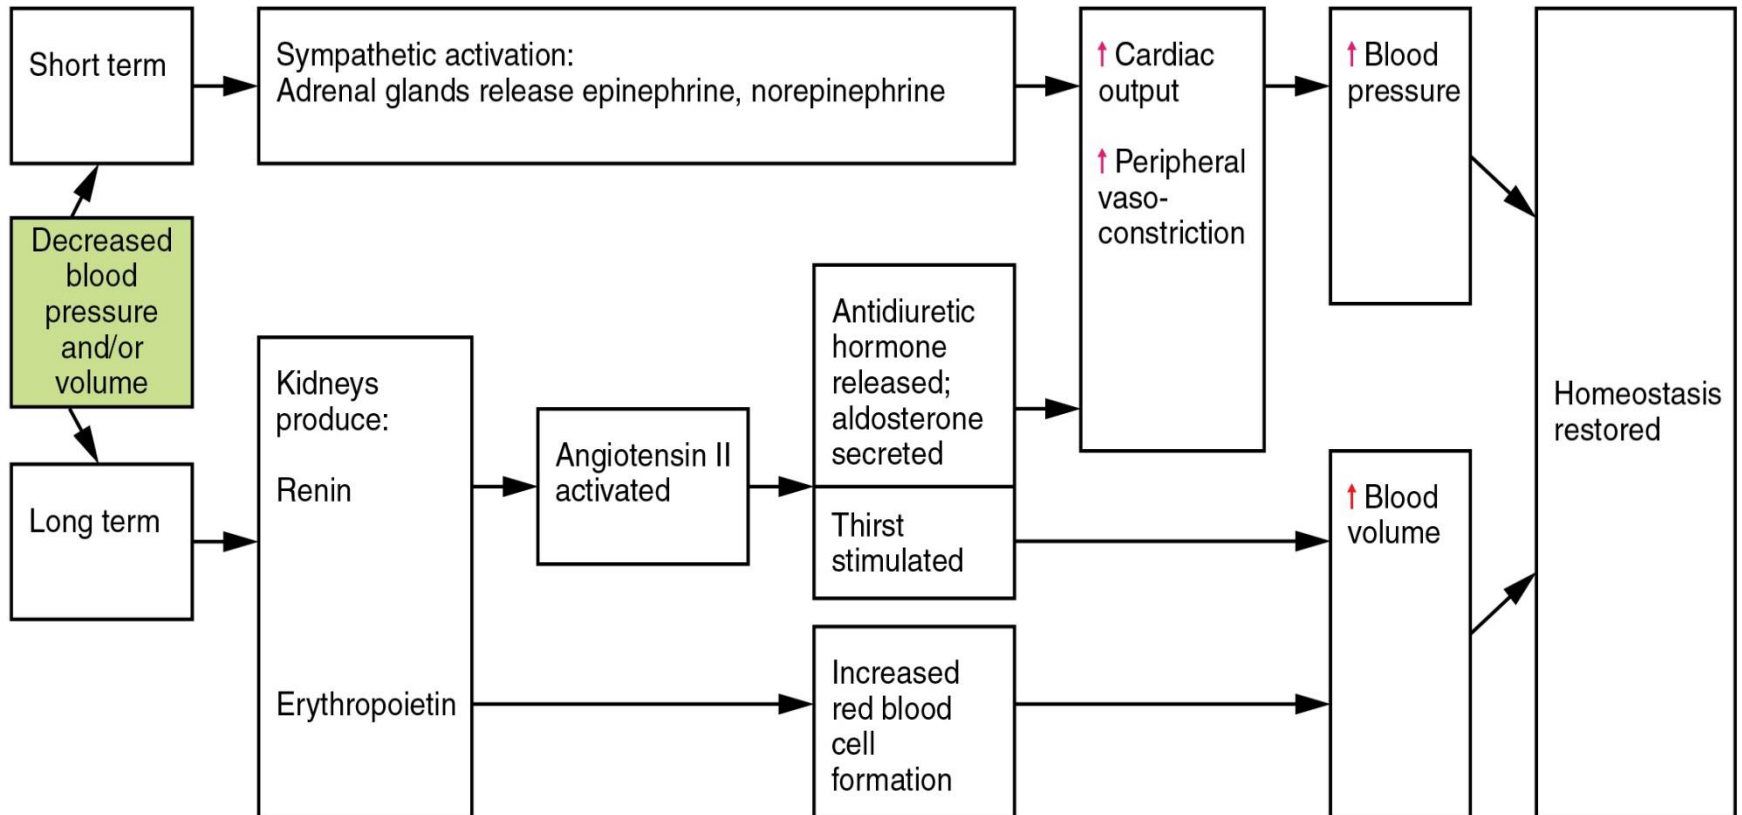 Short term
Sympathetic activation:
Adrenal glands release epinephrine, norepinephrine
↑ Cardiac
output
↑ Peripheral
vaso-
constriction
↑ Blood
pressure
Decreased
blood
pressure
and/or
volume
Long term
Kidneys
produce:
Renin
Erythropoietin
Angiotensin II
activated
Antidiuretic
hormone
released;
aldosterone
secreted
Thirst
stimulated
Increased
red blood
cell
formation
↑ Blood
volume
Homeostasis
restored